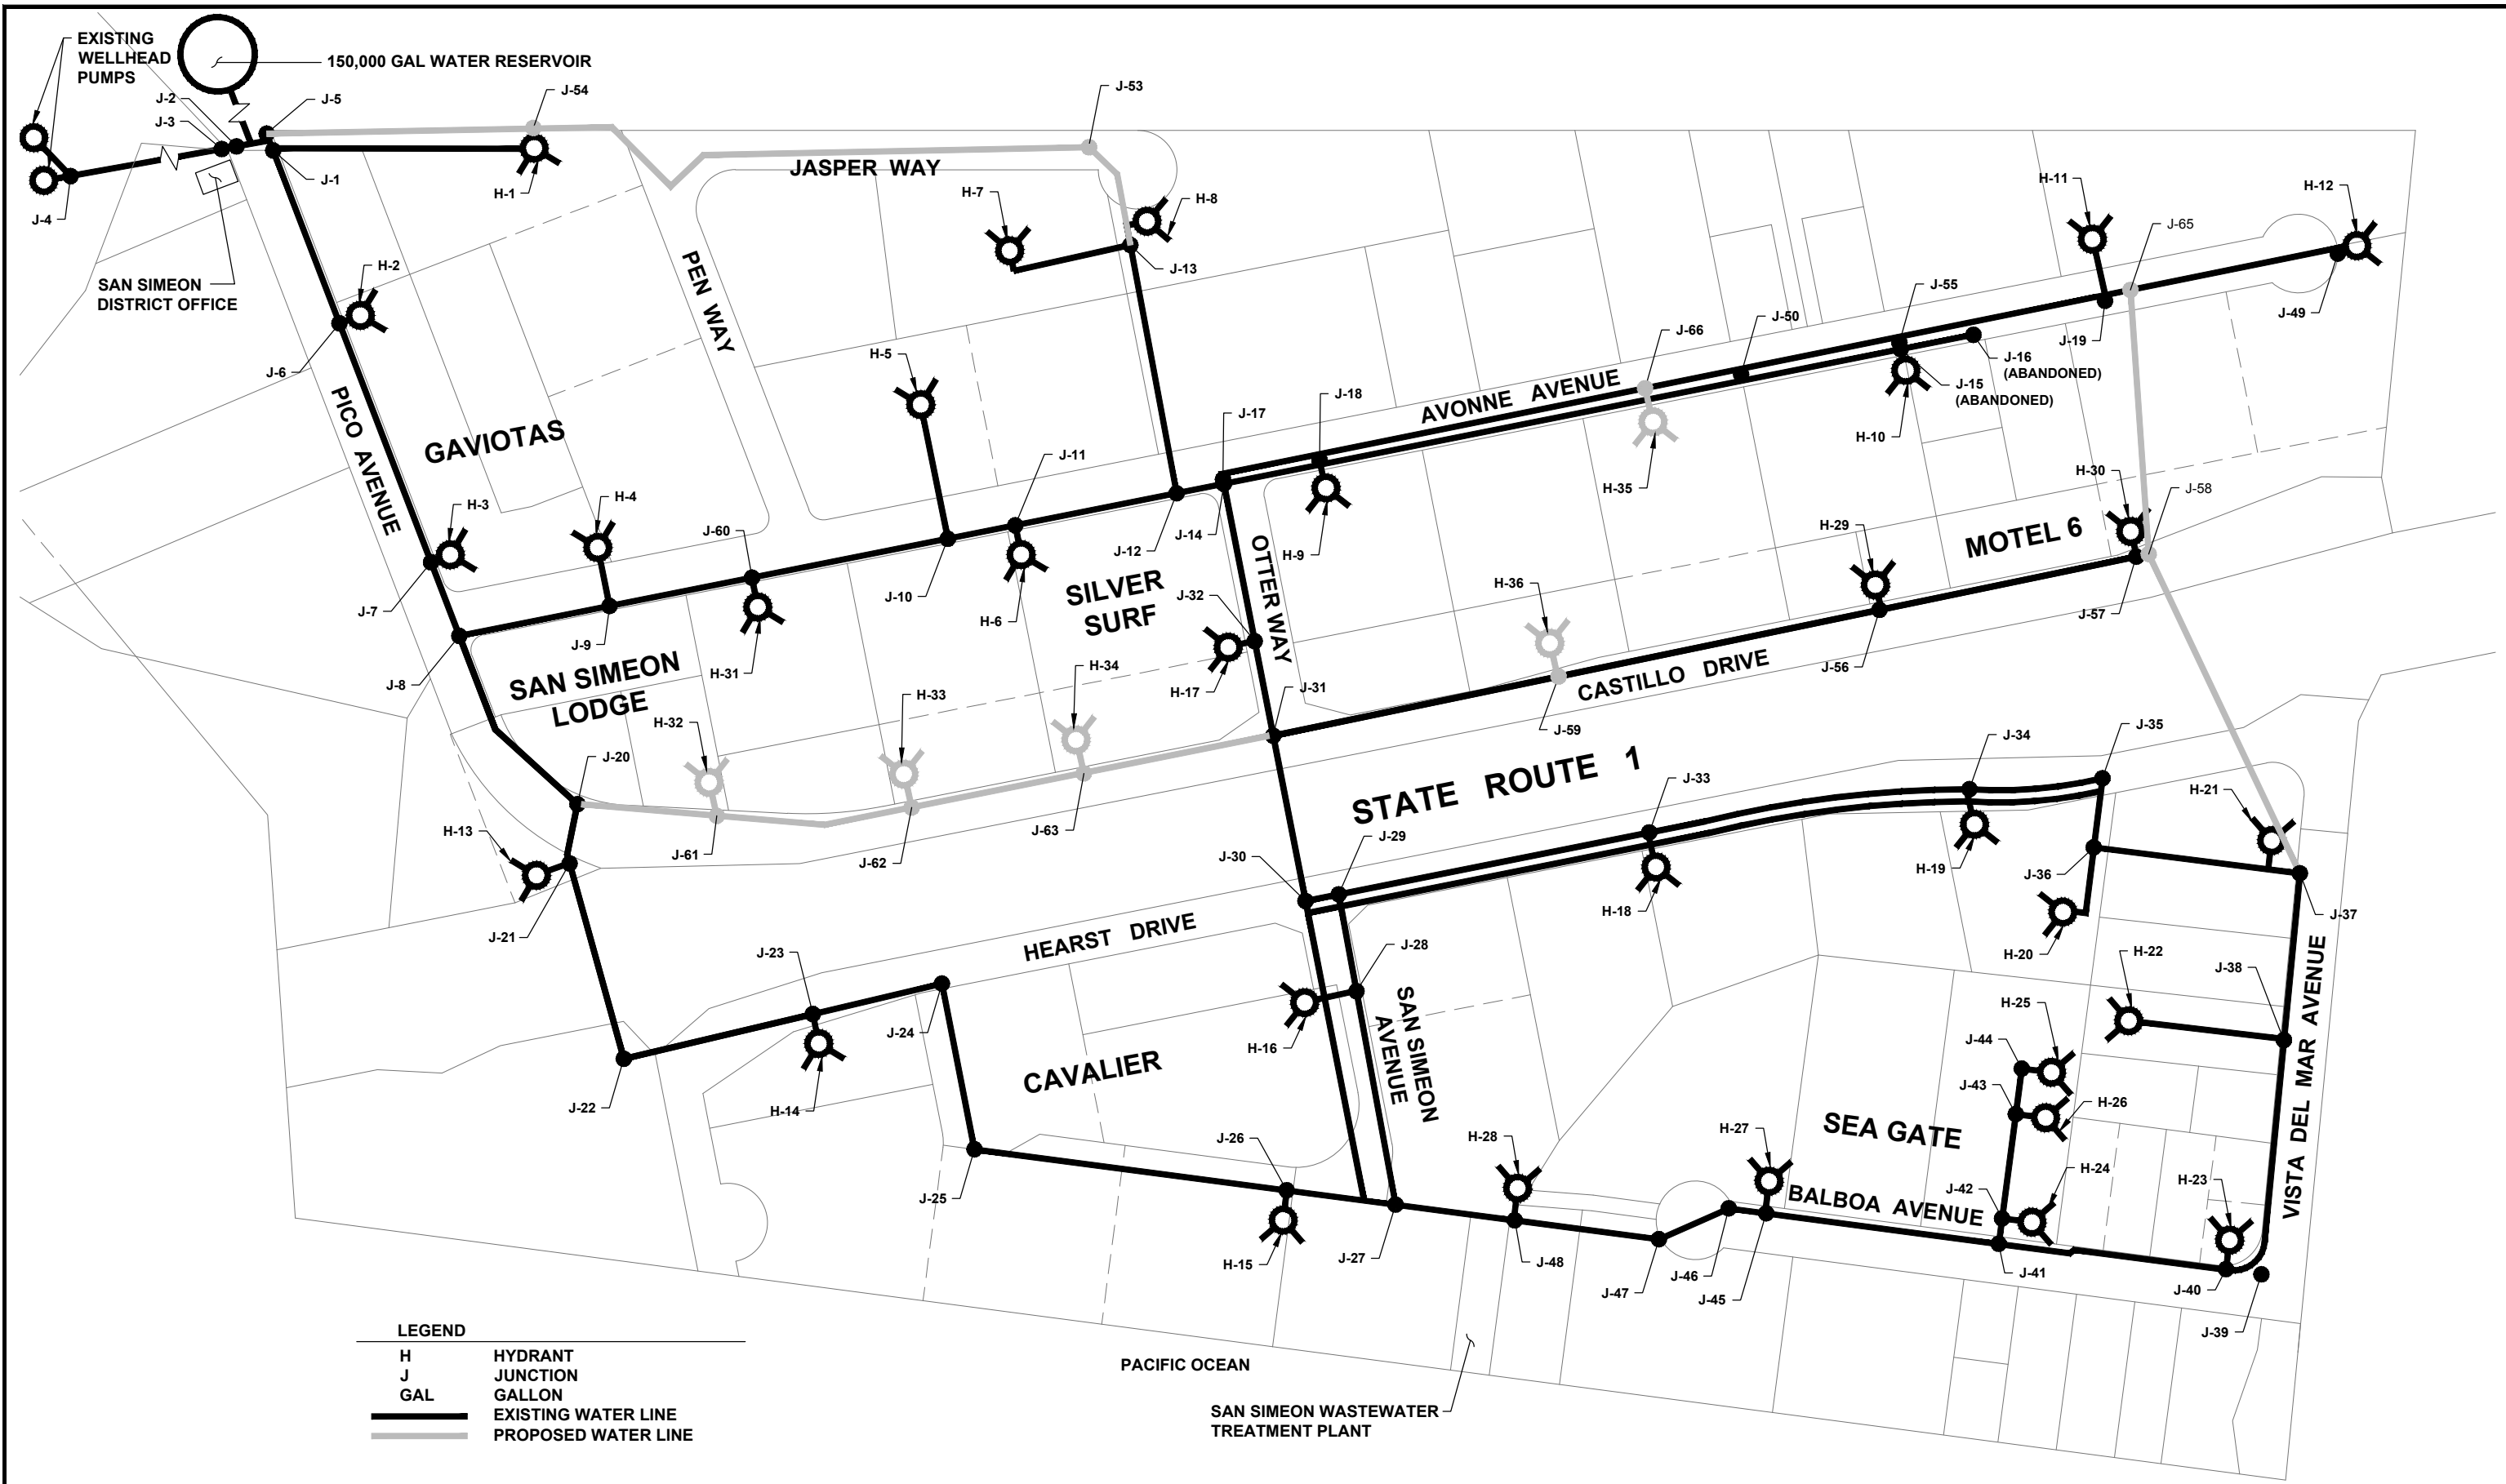 EXISTING
WELLHEAD
PUMPS
150,000 GAL WATER RESERVOIR
J-2
J-5
J-54
J-53
J-3
J-1
H-1
J-4
JASPER WAY
H-7
H-8
H-11
H-12
J-65
J-13
SAN SIMEON
DISTRICT OFFICE
H-2
PEN WAY
J-6
H-5
J-66
J-50
J-55
J-19
J-49
J-16
(ABANDONED)
J-15
(ABANDONED)
PICO AVENUE
GAVIOTAS
AVONNE AVENUE
J-17
J-18
H-10
H-35
J-11
H-3
H-4
J-60
J-12
J-14
H-9
H-30
J-58
H-29
MOTEL 6
OTTER WAY
J-7
J-9
J-10
H-6
SILVER
SURF
J-32
H-36
J-57
J-8
SAN SIMEON
LODGE
H-31
H-17
H-34
H-33
H-32
J-31
J-59
CASTILLO DRIVE
J-56
J-20
J-61
J-62
J-63
STATE ROUTE 1
J-33
J-34
J-35
H-21
H-13
J-30
J-29
H-18
H-19
J-36
J-37
J-21
J-23
HEARST DRIVE
J-28
H-20
H-22
J-38
J-24
H-16
SAN SIMEON
AVENUE
H-25
VISTA DEL MAR AVENUE
J-44
J-43
H-26
J-22
H-14
CAVALIER
J-26
H-28
H-27
SEA GATE
J-42
H-24
H-23
J-25
BALBOA AVENUE
H-15
J-27
J-48
J-47
J-46
J-45
J-41
J-40
J-39
LEGEND
H HYDRANT
J JUNCTION
GAL GALLON
EXISTING WATER LINE
PROPOSED WATER LINE
PACIFIC OCEAN
SAN SIMEON WASTEWATER
TREATMENT PLANT